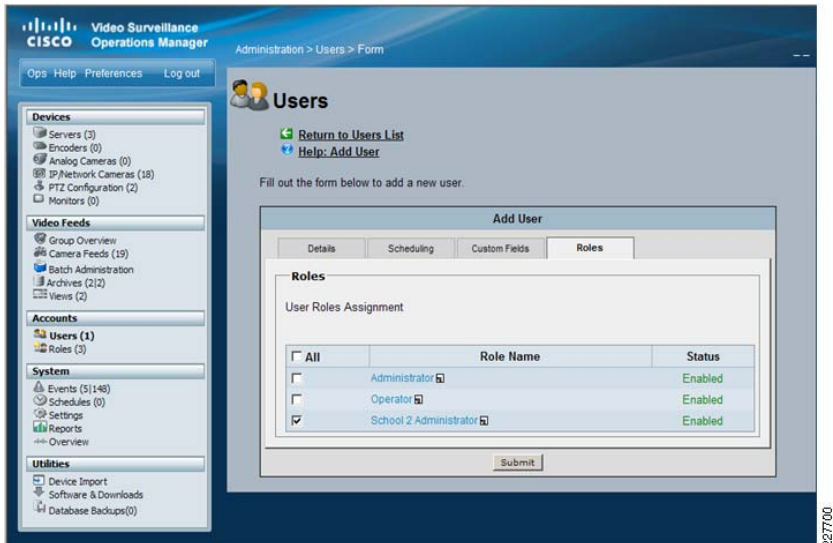 CISCO
Video Surveillance
Operations Manager
Administration > Users > Form
Ops Help Preferences Log out
Devices
Servers (3)
Encoders (0)
Analog Cameras (0)
IP/Network Cameras (18)
PTZ Configuration (2)
Monitors (0)
Video Feeds
Group Overview
Camera Feeds (19)
Batch Administration
Archives (2|2)
Views (2)
Accounts
Users (1)
Roles (3)
System
Events (5|148)
Schedules (0)
Settings
Reports
Overview
Utilities
Device Import
Software & Downloads
Database Backups(0)
Users
Return to Users List
Help: Add User
Fill out the form below to add a new user.
Add User
Details Scheduling Custom Fields Roles
Roles
User Roles Assignment
All Role Name Status
Administrator Enabled
Operator Enabled
School 2 Administrator Enabled
Submit
227700